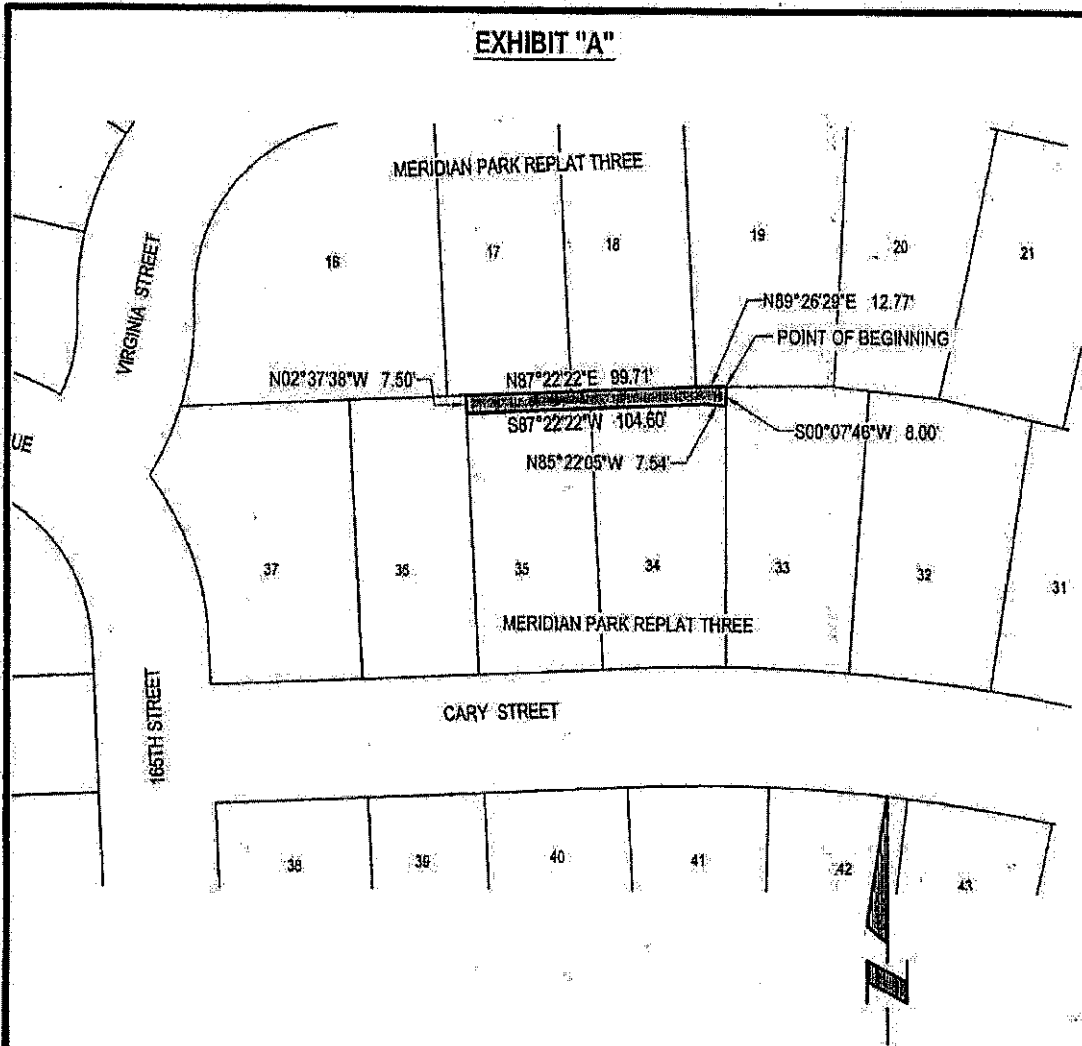 EXHIBIT "A"
MERIDIAN PARK REPLAT THREE
16
17
18
19
20
21
VIRGINIA STREET
N89°26'29"E 12.77'
POINT OF BEGINNING
N02°37'38"W 7.50'
N87°22'22"E 99.71'
S87°22'22"W 104.60'
S00°07'46"W 8.00'
N85°22'05"W 7.54'
UE
37
36
35
34
33
32
31
MERIDIAN PARK REPLAT THREE
165TH STREET
CARY STREET
38
39
40
41
42
43
N